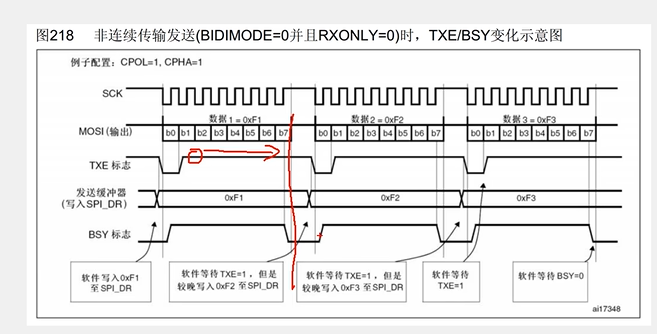 图218 非连续传输发送(BIDIMODE=0并且RXONLY=0)时，TXE/BSY变化示意图
例子配置：CPOL=1, CPHA=1
SCK
数据 1 = 0xF1 数据 2 = 0xF2 数据 3 = 0xF3
MOSI (输出) b0 b1 b2 b3 b4 b5 b6 b7 b0 b1 b2 b3 b4 b5 b6 b7 b0 b1 b2 b3 b4 b5 b6 b7
TXE 标志
发送缓冲器
(写入SPI_DR) 0xF1 0xF2 0xF3
BSY 标志
软件写入0xF1
至SPI_DR
软件等待TXE=1，但是
较晚写入0xF2 至SPI_DR
软件等待TXE=1，但是
较晚写入0xF3 至SPI_DR
软件等待
TXE=1
软件等待BSY=0
ai17348